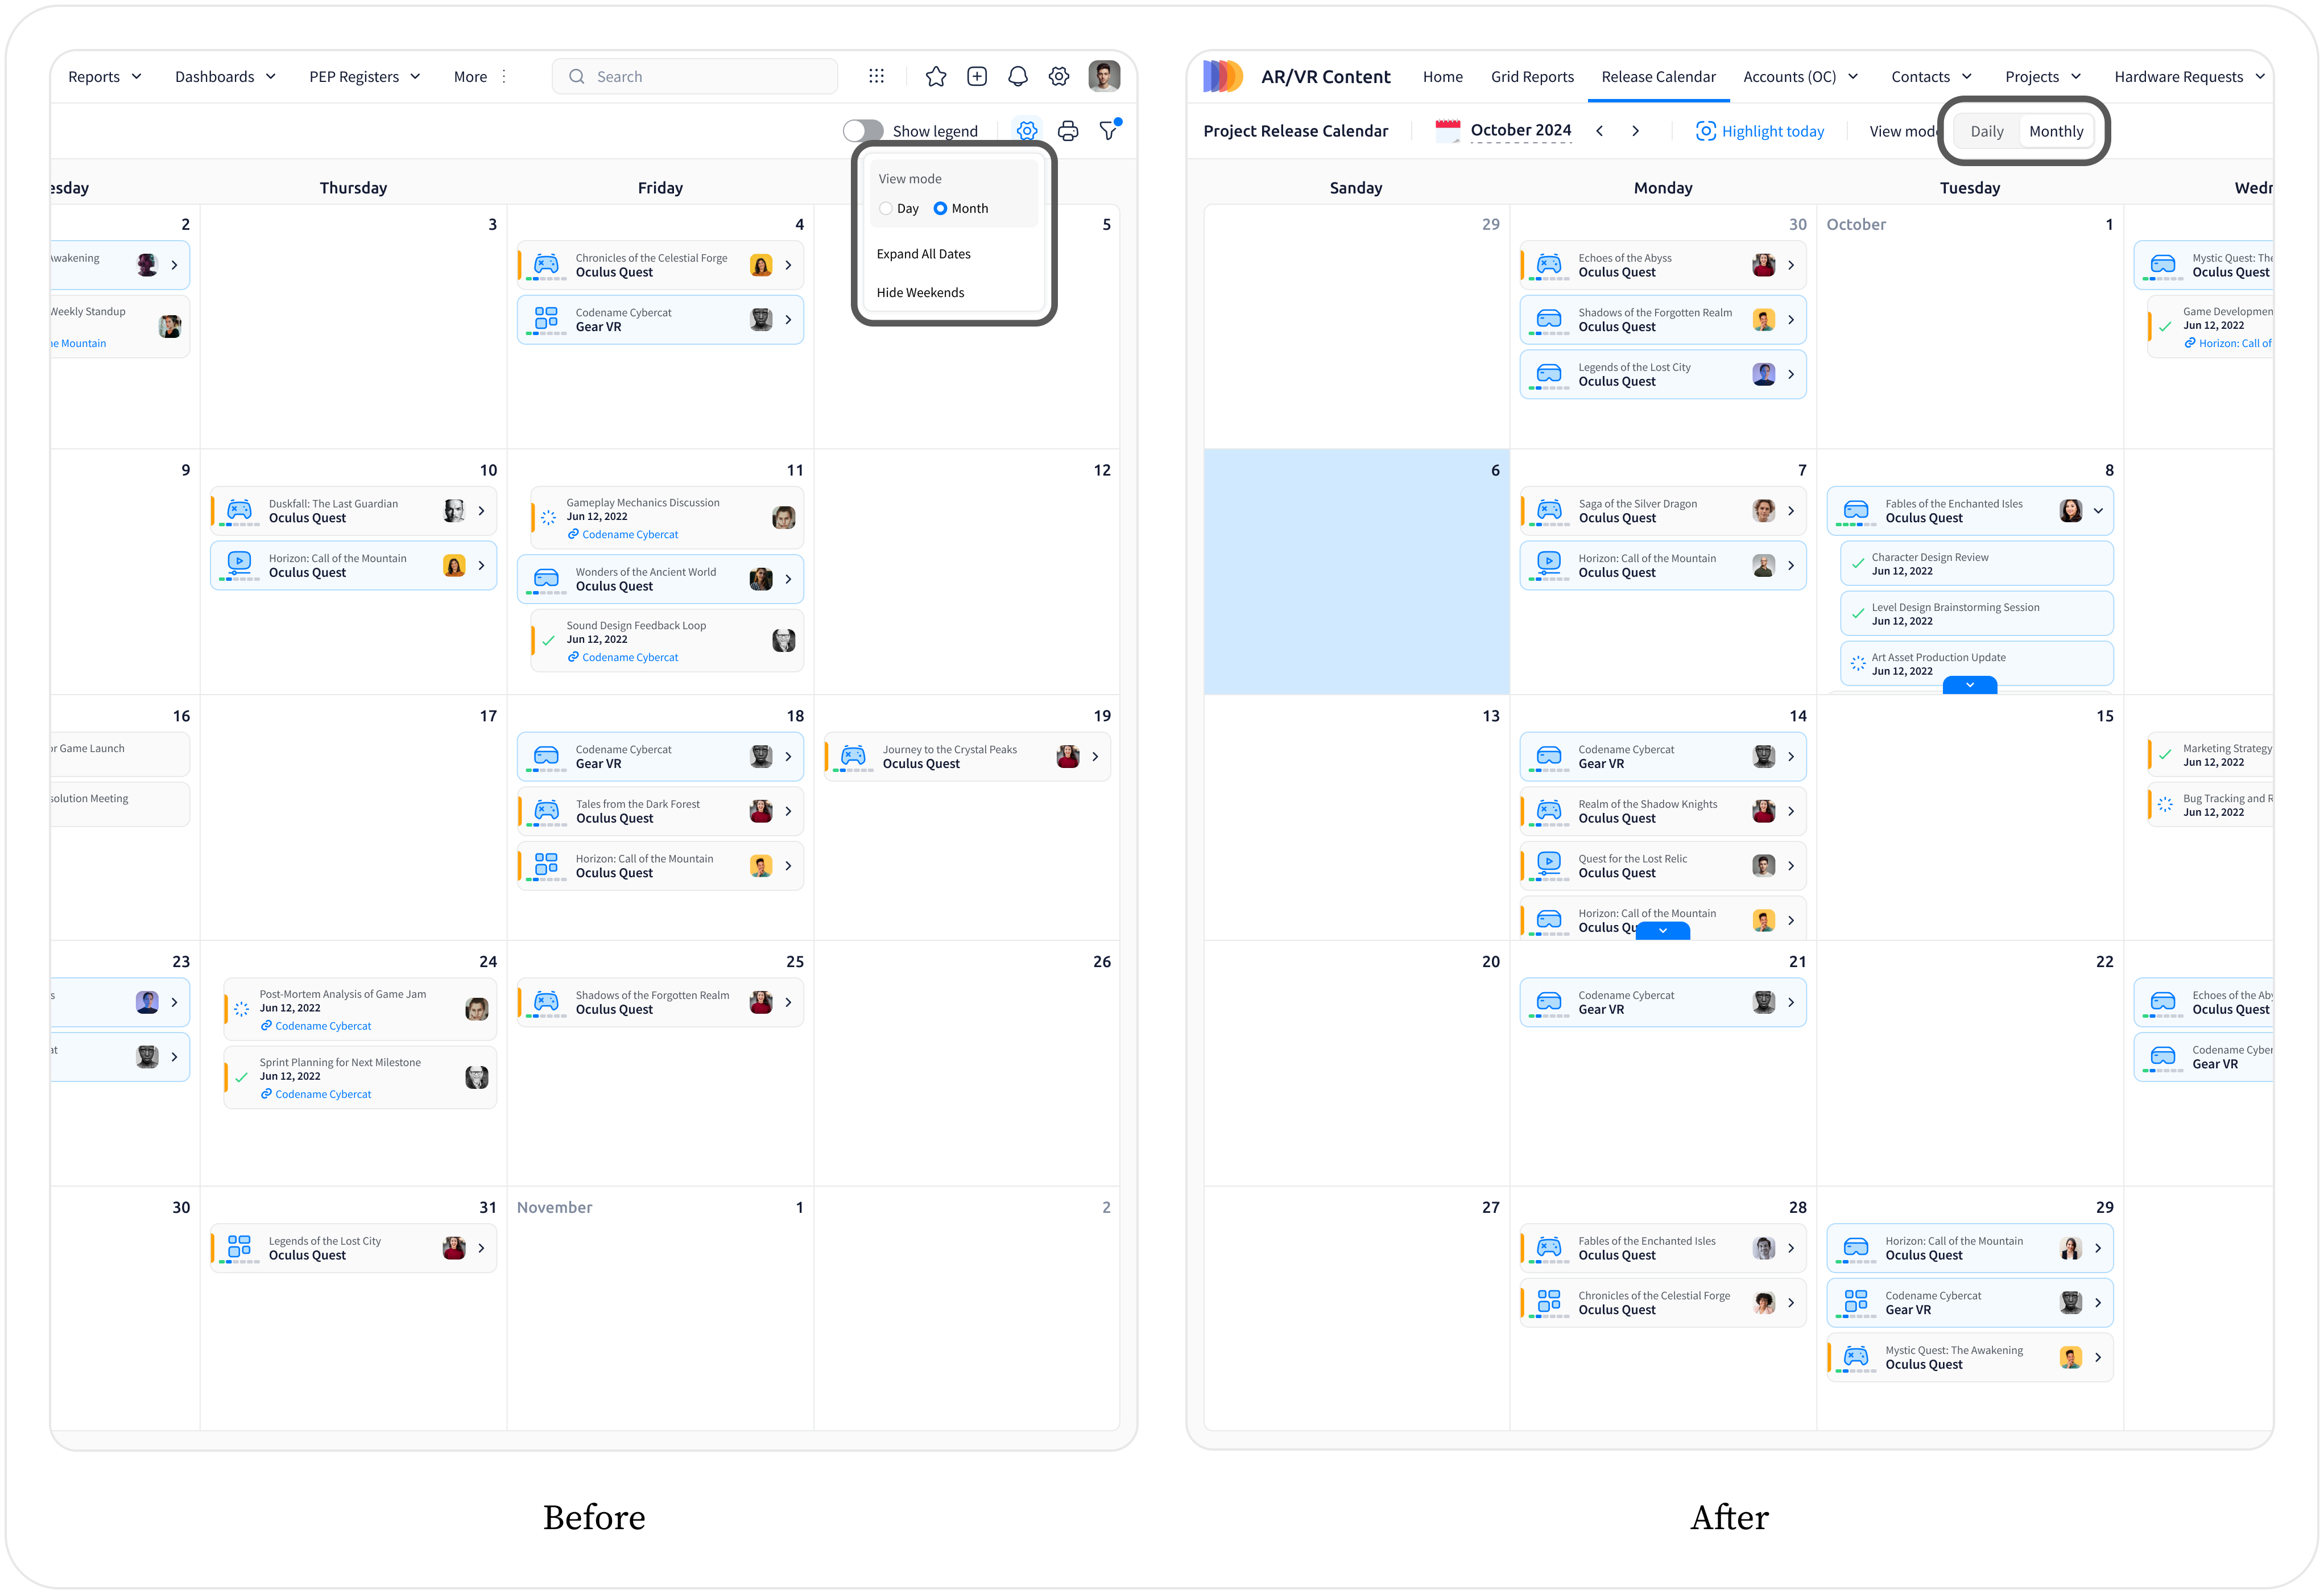 Reports
Dashboards
PEP Registers
More
Search
Show legend
esday
Thursday
Friday
View mode
Day
Month
Expand All Dates
Hide Weekends
2
3
4
5
Awakening
Weekly Standup
e Mountain
Chronicles of the Celestial Forge
Oculus Quest
Codename Cybercat
Gear VR
9
10
11
12
Duskfall: The Last Guardian
Oculus Quest
Horizon: Call of the Mountain
Oculus Quest
Gameplay Mechanics Discussion
Jun 12, 2022
Codename Cybercat
Wonders of the Ancient World
Oculus Quest
Sound Design Feedback Loop
Jun 12, 2022
Codename Cybercat
16
17
18
19
or Game Launch
solution Meeting
Codename Cybercat
Gear VR
Tales from the Dark Forest
Oculus Quest
Horizon: Call of the Mountain
Oculus Quest
Journey to the Crystal Peaks
Oculus Quest
23
24
25
26
s
at
Post-Mortem Analysis of Game Jam
Jun 12, 2022
Codename Cybercat
Sprint Planning for Next Milestone
Jun 12, 2022
Codename Cybercat
Shadows of the Forgotten Realm
Oculus Quest
30
31
November
1
2
Legends of the Lost City
Oculus Quest
Before
AR/VR Content
Home
Grid Reports
Release Calendar
Accounts (OC)
Contacts
Projects
Hardware Requests
Project Release Calendar
October 2024
Highlight today
View mode
Daily
Monthly
Sanday
Monday
Tuesday
Wedn
29
30
October
1
Echoes of the Abyss
Oculus Quest
Shadows of the Forgotten Realm
Oculus Quest
Legends of the Lost City
Oculus Quest
Mystic Quest: The
Oculus Quest
Game Developmen
Jun 12, 2022
Horizon: Call of
6
7
8
Saga of the Silver Dragon
Oculus Quest
Horizon: Call of the Mountain
Oculus Quest
Fables of the Enchanted Isles
Oculus Quest
Character Design Review
Jun 12, 2022
Level Design Brainstorming Session
Jun 12, 2022
Art Asset Production Update
Jun 12, 2022
13
14
15
Codename Cybercat
Gear VR
Realm of the Shadow Knights
Oculus Quest
Quest for the Lost Relic
Oculus Quest
Horizon: Call of the Mountain
Oculus Qu
Marketing Strategy
Jun 12, 2022
Bug Tracking and R
Jun 12, 2022
20
21
22
Codename Cybercat
Gear VR
Echoes of the Aby
Oculus Quest
Codename Cyber
Gear VR
27
28
29
Fables of the Enchanted Isles
Oculus Quest
Chronicles of the Celestial Forge
Oculus Quest
Horizon: Call of the Mountain
Oculus Quest
Codename Cybercat
Gear VR
Mystic Quest: The Awakening
Oculus Quest
After